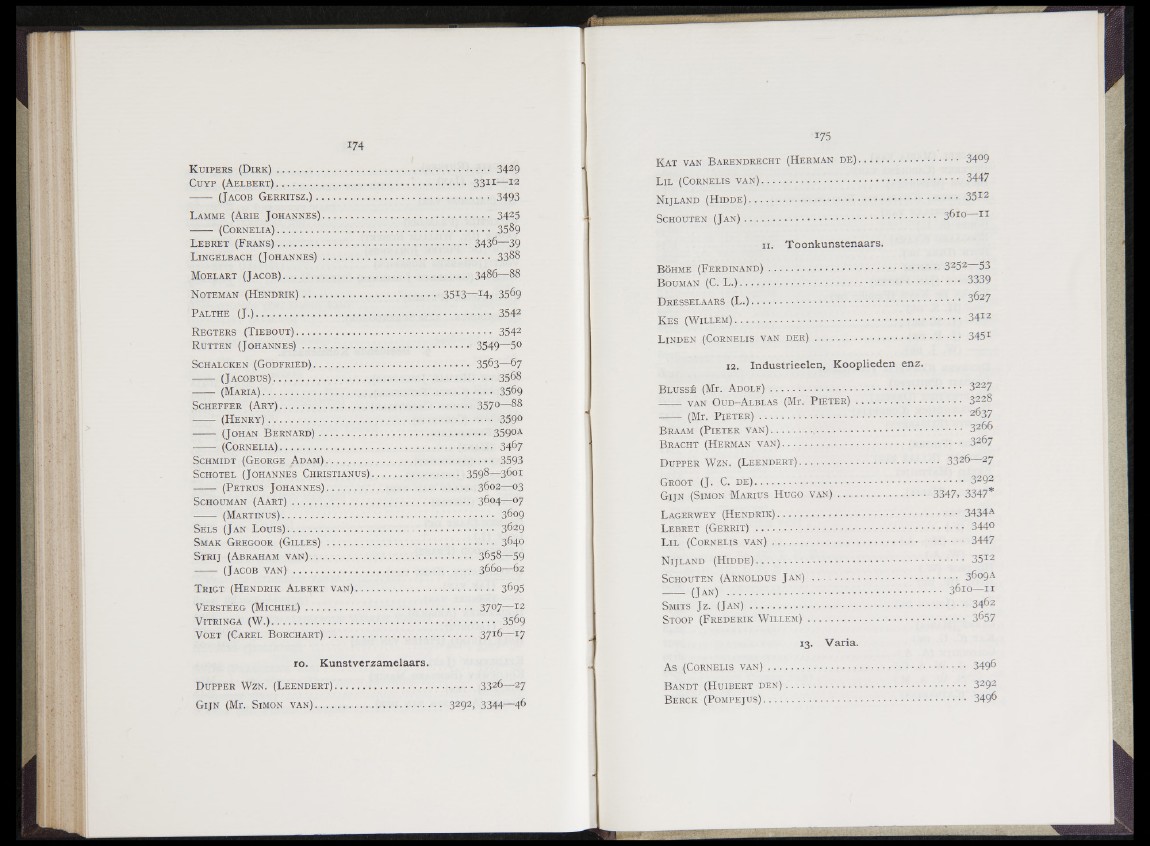 174
KUIPERS (DIRK) ........ 3429
CUYP (AELBERT) ........ 3311—12
—— (JACOB GERRITSZ.) ........ 3493
LAMME (ARIE JOHANNES) ........ 3425
—— (CORNELIA) ........ 3589
LEBRET (FRANS) ........ 3436—39
LINGELBACH (JOHANNES) ........ 3388
MOELART (JACOB) ........ 3486—88
NOTEMAN (HENDRIK) ........ 3513—14, 3569
PALTHE (J.) ........ 3542
REGTERS (TIEBOUT) ........ 3542
RUTTEN (JOHANNES) ........ 3549—50
SCHALCKEN (GODFRIED) ........ 3563—67
—— (JACOBUS) ........ 3568
—— (MARIA) ........ 3569
SCHEFFER (ARY) ........ 3570—88
—— (HENRY) ........ 3590
—— (JOHAN BERNARD) ........ 3590A
—— (CORNELIA) ........ 3467
SCHMIDT (GEORGE ADAM) ........ 3593
SCHOTEL (JOHANNES CHRISTIANUS) ........ 3598—3601
—— (PETRUS JOHANNES) ........ 3602—03
SCHOUMAN (AART) ........ 3604—07
—— (MARTINUS) ........ 3609
SELS (JAN LOUIS) ........ 3629
SMAK GREGOOR (GILLES) ........ 3640
STRIJ (ABRAHAM VAN) ........ 3658—59
—— (JACOB VAN) ........ 3660—62
TRIGT (HENDRIK ALBERT VAN) ........ 3695
VERSTEEG (MICHIEL) ........ 3707—12
VITRINGA (W.) ........ 3569
VOET (CAREL BORCHART) ........ 3716—17
10. Kunstverzamelaars.
DUPPER WZN. (LEENDERT) ........ 3326—27
GIJN (Mr. SIMON VAN) ........ 3292, 3344—46
175
KAT VAN BARENDRECHT (HERMAN DE) ........ 3409
LIL (CORNELIS VAN) ........ 3447
NIJLAND (HIDDE) ........ 3512
SCHOUTEN (JAN) ........ 3610—11
11. Toonkunstenaars.
BÖHME (FERDINAND) ........ 3252—53
BOUMAN (C. L.) ........ 3339
DRESSELAARS (L.) ........ 3627
KES (WILLEM) ........ 3412
LINDEN (CORNELIS VAN DER) ........ 3451
12. Industrieelen, Kooplieden enz.
BLUSSÉ (Mr. ADOLF) ........ 3227
—— VAN OUD-ALBLAS (Mr. PIETER) ........ 3228
—— (Mr. PIETER) ........ 2637
BRAAM (PIETER VAN) ........ 3266
BRACHT (HERMAN VAN) ........ 3267
DUPPER WZN. (LEENDERT) ........ 3326—27
GROOT (J. C. DE) ........ 3292
GIJN (SIMON MARIUS HUGO VAN) ........ 3347, 3347*
LAGERWEY (HENDRIK) ........ 3434A
LEBRET (GERRIT) ........ 3440
LIL (CORNELIS VAN) ........ 3447
NIJLAND (HIDDE) ........ 3512
SCHOUTEN (ARNOLDUS JAN) ........ 3609A
—— (JAN) ........ 3610—11
SMITS JZ. (JAN) ........ 3462
STOOP (FREDERIK WILLEM) ........ 3657
13. Varia.
AS (CORNELIS VAN) ........ 3496
BANDT (HUIBERT DEN) ........ 3292
BERCK (POMPEJUS) ........ 3496